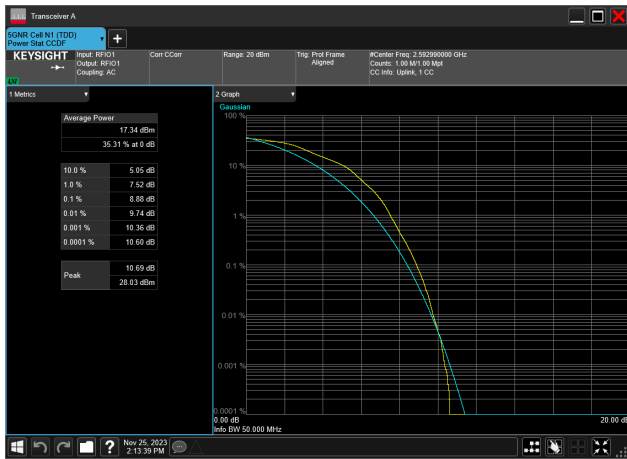 Transceiver A
5GNR Cell N1 (TDD)
Power Stat CCDF
KEYSIGHT
Input: RFIO1
Output: RFIO1
Coupling: AC
Corr CCorr
Range: 20 dBm
Trig: Prot Frame
Aligned
#Center Freq: 2.592990000 GHz
Counts: 1.00 M/1.00 Mpt
CC Info: Uplink, 1 CC
1 Metrics
Average Power
17.34 dBm
35.31 % at 0 dB
10.0 % 5.05 dB
1.0 % 7.52 dB
0.1 % 8.88 dB
0.01 % 9.74 dB
0.001 % 10.36 dB
0.0001 % 10.60 dB
Peak
10.69 dB
28.03 dBm
2 Graph
Gaussian
100 %
10 %
1 %
0.1 %
0.01 %
0.001 %
0.0001 %
0.00 dB
20.00 dB
Info BW 50.000 MHz
Nov 25, 2023
2:13:39 PM